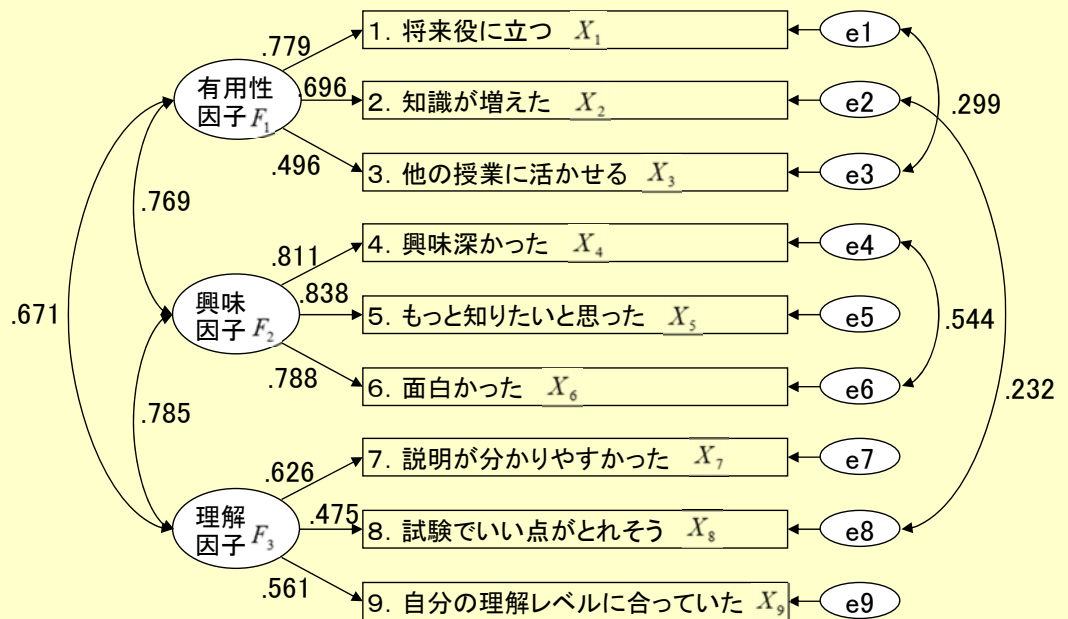 1. 将来役に立つ X₁
e1
.779
有用性
因子 F₁
.696
2. 知識が増えた X₂
e2
.299
.496
3. 他の授業に活かせる X₃
e3
.769
4. 興味深かった X₄
e4
.811
.671
興味
因子 F₂
.838
5. もっと知りたいと思った X₅
e5
.544
.788
6. 面白かった X₆
e6
.232
.785
7. 説明が分かりやすかった X₇
e7
.626
理解
因子 F₃
.475
8. 試験でいい点がとれそう X₈
e8
.561
9. 自分の理解レベルに合っていた X₉
e9